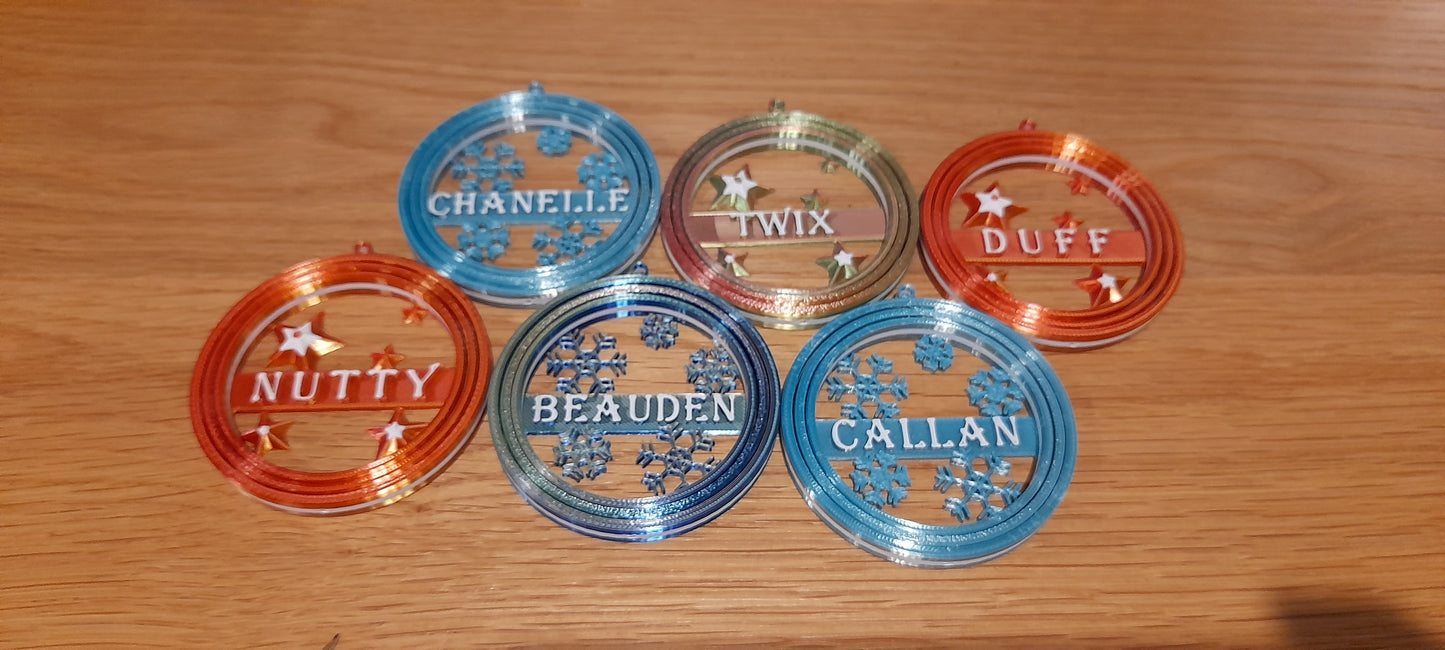 CHANELLE
TWIX
DUFF
NUTTY
BEAUDEN
CALLAN